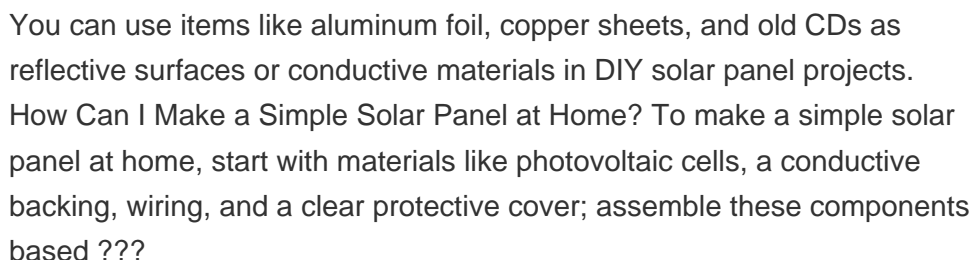 You can use items like aluminum foil, copper sheets, and old CDs as
reflective surfaces or conductive materials in DIY solar panel projects.
How Can I Make a Simple Solar Panel at Home? To make a simple solar
panel at home, start with materials like photovoltaic cells, a conductive
backing, wiring, and a clear protective cover; assemble these components
based ???